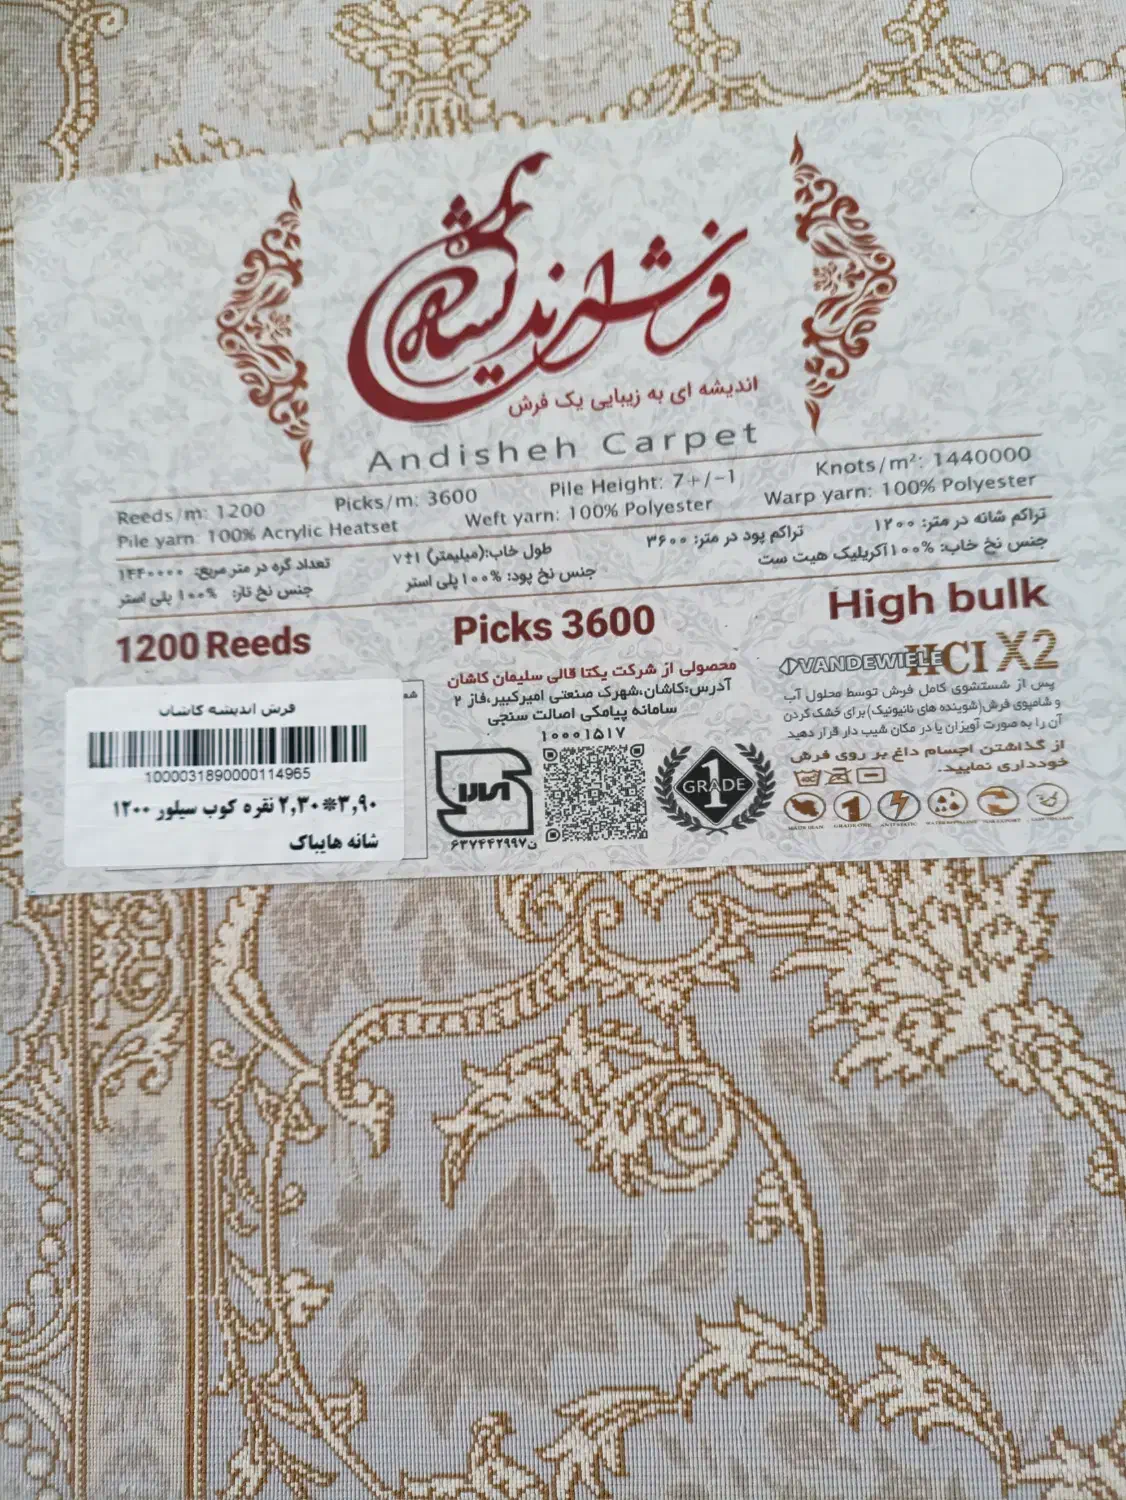 فرش اندیشه
اندیشه ای به زیبایی یک فرش
Andisheh Carpet
Reeds/m: 1200 Picks/m: 3600 Pile Height: 7+/-1 Knots/m²: 1440000
Pile yarn: 100% Acrylic Heatset Weft yarn: 100% Polyester Warp yarn: 100% Polyester
تراکم شانه در متر: ۱۲۰۰ تراکم پود در متر: ۳۶۰۰ طول خاب:(میلیمتر) ۷±۱ تعداد گره در متر مربع: ۱۴۴۰۰۰۰
جنس نخ خاب: ۱۰۰% آکریلیک هیت ست جنس نخ پود: ۱۰۰% پلی استر جنس نخ تار: ۱۰۰% پلی استر
1200 Reeds Picks 3600 High bulk
VANDEWIELE HCI X2
پس از شستشوی کامل فرش توسط محلول آب
و شامپوی فرش(شوینده های نانیونیک) برای خشک کردن
آن را به صورت آویزان یا در مکان شیب دار قرار دهید
از گذاشتن اجسام داغ بر روی فرش
خودداری نمایید.
محصولی از شرکت یکتا قالی سلیمان کاشان
آدرس:کاشان،شهرک صنعتی امیرکبیر،فاز ۲
سامانه پیامکی اصالت سنجی
۱۰۰۰۱۵۱۷
GRADE
1
۶۳۷۴۴۲۹۹۷ن
فرش اندیشه کاشان
1000031890000114965
۳,۹۰*۲,۳۰ نقره کوب سیلور ۱۲۰۰
شانه هایباک